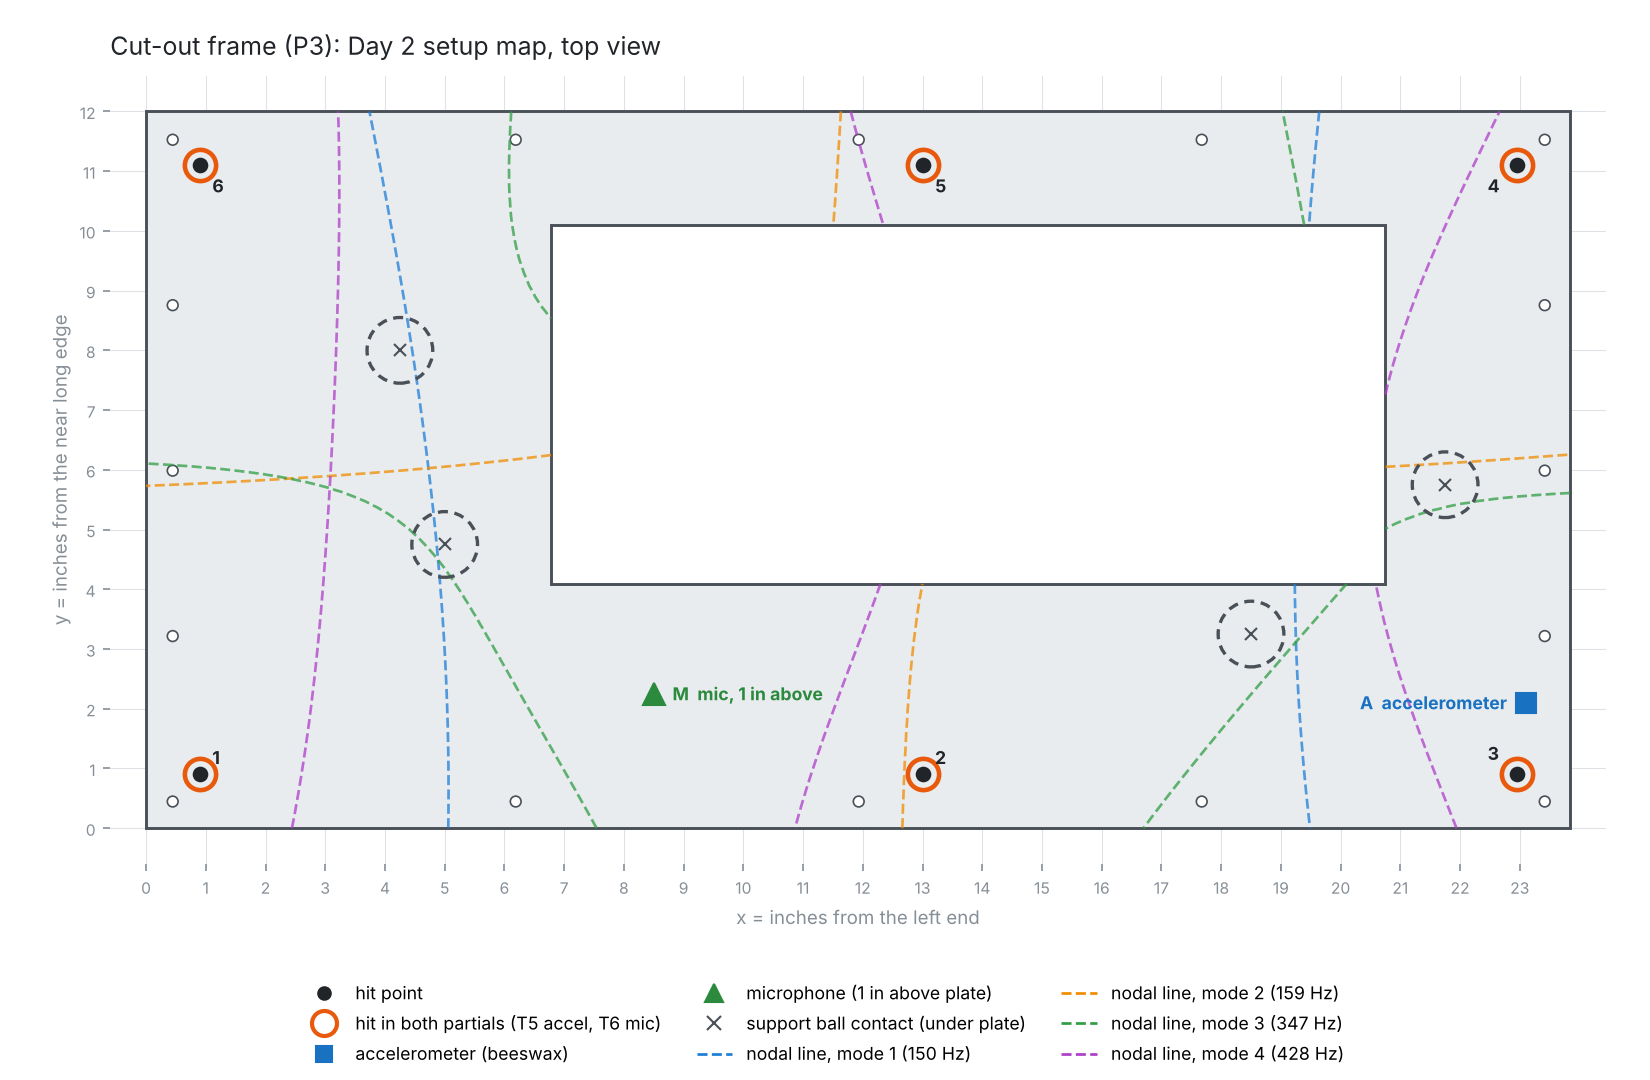 Cut-out frame (P3): Day 2 setup map, top view
12
11
10
9
8
7
6
5
4
3
2
1
0
y = inches from the near long edge
6
5
4
M mic, 1 in above
A accelerometer
1
2
3
0 1 2 3 4 5 6 7 8 9 10 11 12 13 14 15 16 17 18 19 20 21 22 23
x = inches from the left end
hit point
hit in both partials (T5 accel, T6 mic)
accelerometer (beeswax)
microphone (1 in above plate)
support ball contact (under plate)
nodal line, mode 1 (150 Hz)
nodal line, mode 2 (159 Hz)
nodal line, mode 3 (347 Hz)
nodal line, mode 4 (428 Hz)